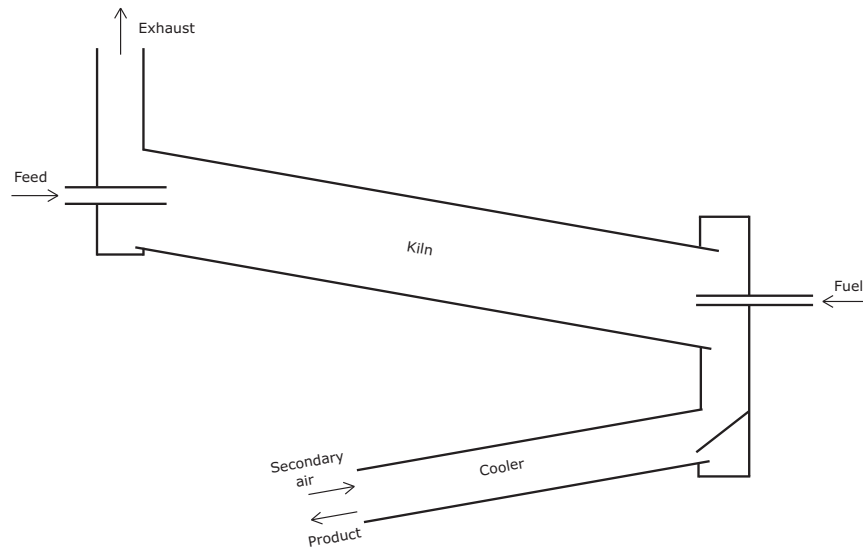 Exhaust
Feed
Kiln
Fuel
Secondary
air
Cooler
Product